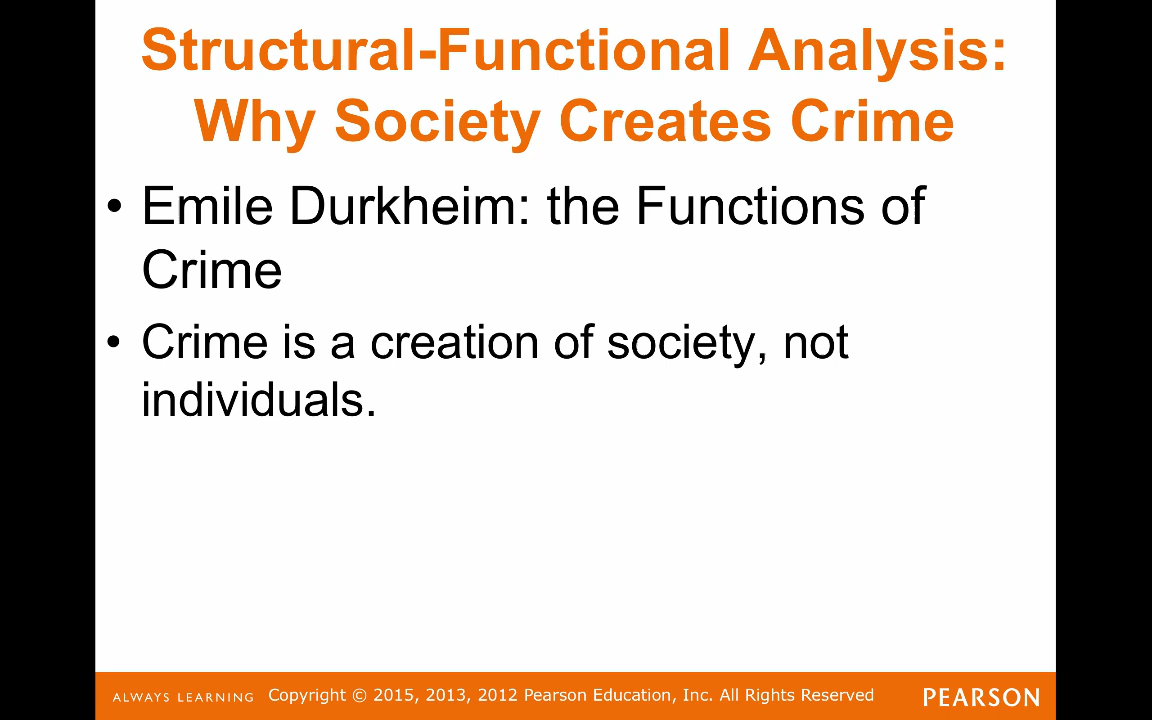 Structural-Functional Analysis:
Why Society Creates Crime
• Emile Durkheim: the Functions of
Crime
• Crime is a creation of society, not
individuals.
ALWAYS LEARNING Copyright © 2015, 2013, 2012 Pearson Education, Inc. All Rights Reserved PEARSON